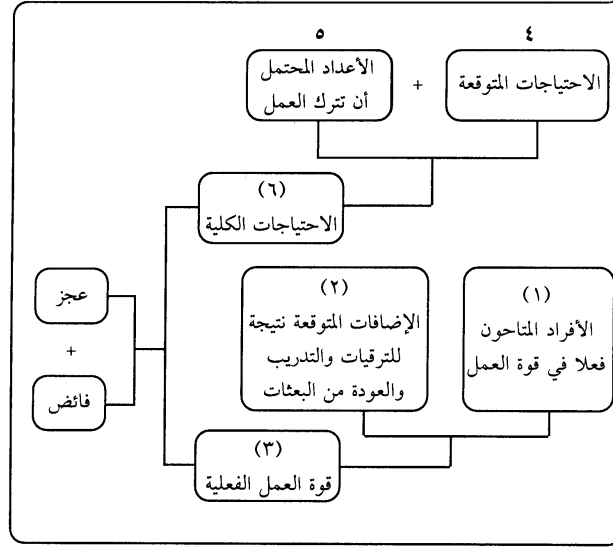 ٤
الاحتياجات المتوقعة
+
٥
الأعداد المحتمل
أن تترك العمل
(٦)
الاحتياجات الكلية
(١)
الأفراد المتاحون
فعلا في قوة العمل
(٢)
الإضافات المتوقعة نتيجة
للترقيات والتدريب
والعودة من البعثات
(٣)
قوة العمل الفعلية
عجز
+
فائض